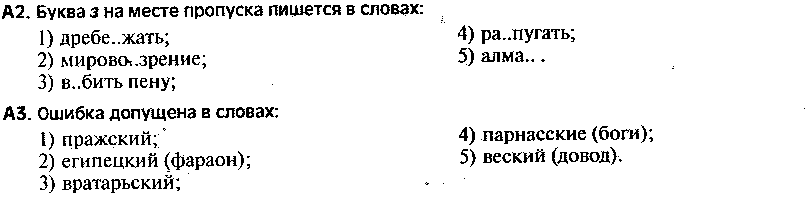 А2. Буква з на месте пропуска пишется в словах:
1) дребе..жать;
2) мирово..зрение;
3) в..бить пену;
4) ра..пугать;
5) алма.. .
А3. Ошибка допущена в словах:
1) пражский;
2) египецкий (фараон);
3) вратарьский;
4) парнасские (боги);
5) веский (довод).